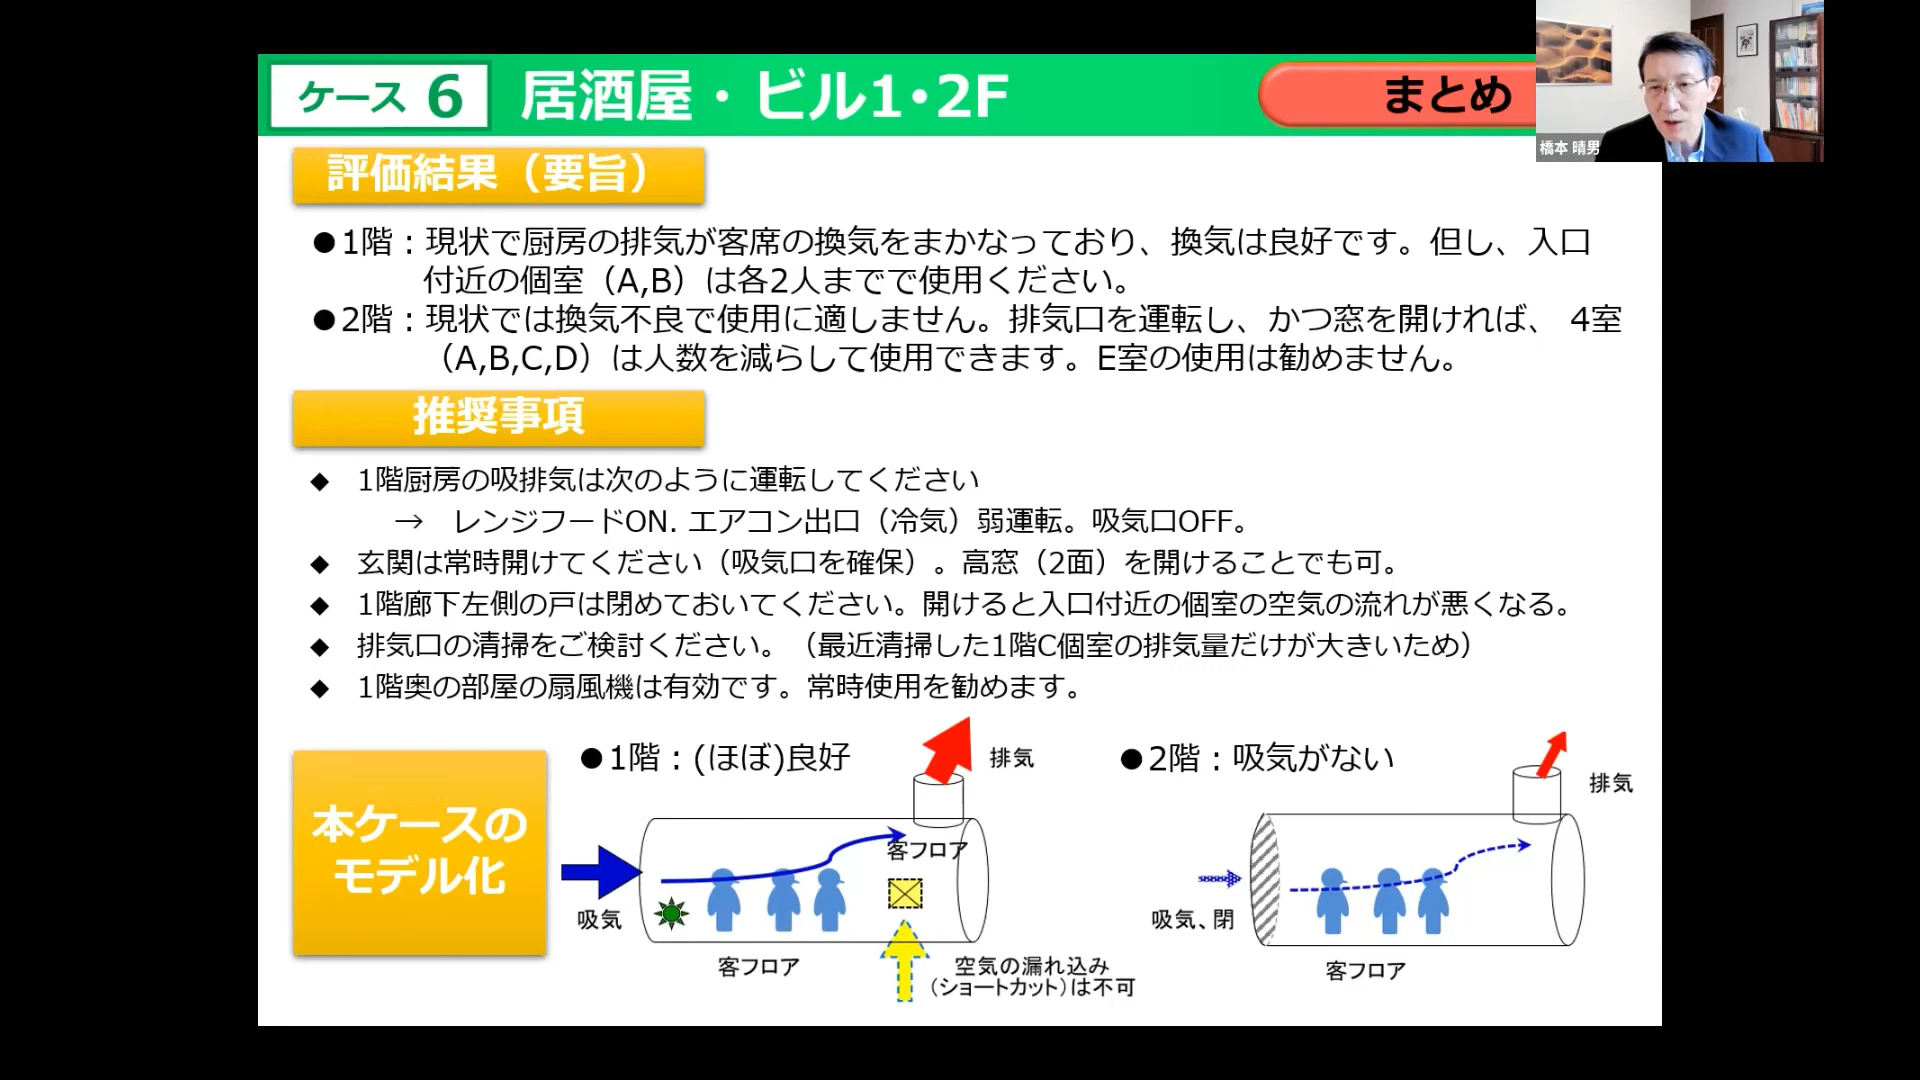 ケース 6 居酒屋・ビル1・2F まとめ
橋本 晴男
評価結果（要旨）
●1階：現状で厨房の排気が客席の換気をまかなっており、換気は良好です。但し、入口
付近の個室（A,B）は各2人までで使用ください。
●2階：現状では換気不良で使用に適しません。排気口を運転し、かつ窓を開ければ、 4室
（A,B,C,D）は人数を減らして使用できます。E室の使用は勧めません。
推奨事項
◆ 1階厨房の吸排気は次のように運転してください
→ レンジフードON. エアコン出口（冷気）弱運転。吸気口OFF。
◆ 玄関は常時開けてください（吸気口を確保）。高窓（2面）を開けることでも可。
◆ 1階廊下左側の戸は閉めておいてください。開けると入口付近の個室の空気の流れが悪くなる。
◆ 排気口の清掃をご検討ください。（最近清掃した1階C個室の排気量だけが大きいため）
◆ 1階奥の部屋の扇風機は有効です。常時使用を勧めます。
本ケースの
モデル化
●1階：(ほぼ)良好
排気
客フロア
吸気
客フロア
空気の漏れ込み
（ショートカット）は不可
●2階：吸気がない
排気
吸気、閉
客フロア